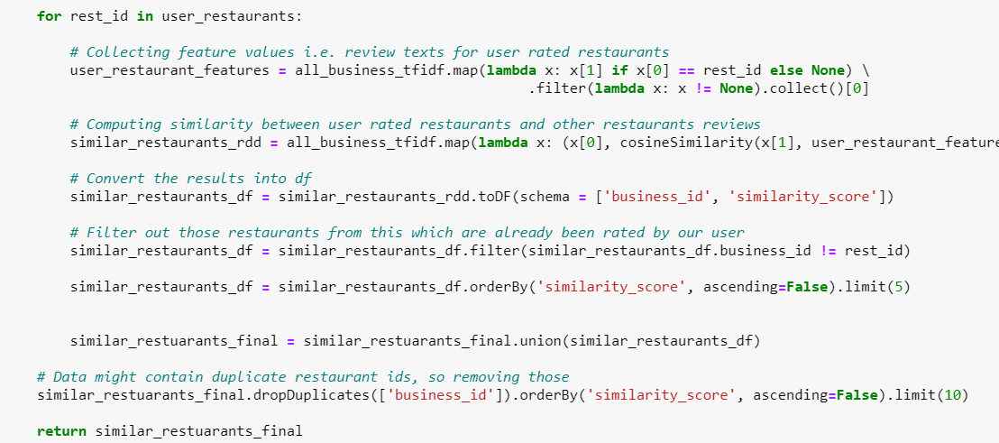 for rest_id in user_restaurants:
# Collecting feature values i.e. review texts for user rated restaurants
user_restaurant_features = all_business_tfidf.map(lambda x: x[1] if x[0] == rest_id else None) \
.filter(lambda x: x != None).collect()[0]
# Computing similarity between user rated restaurants and other restaurants reviews
similar_restaurants_rdd = all_business_tfidf.map(lambda x: (x[0], cosineSimilarity(x[1], user_restaurant_feature
# Convert the results into df
similar_restaurants_df = similar_restaurants_rdd.toDF(schema = ['business_id', 'similarity_score'])
# Filter out those restaurants from this which are already been rated by our user
similar_restaurants_df = similar_restaurants_df.filter(similar_restaurants_df.business_id != rest_id)
similar_restaurants_df = similar_restaurants_df.orderBy('similarity_score', ascending=False).limit(5)
similar_restuarants_final = similar_restuarants_final.union(similar_restaurants_df)
# Data might contain duplicate restaurant ids, so removing those
similar_restuarants_final.dropDuplicates(['business_id']).orderBy('similarity_score', ascending=False).limit(10)
return similar_restuarants_final